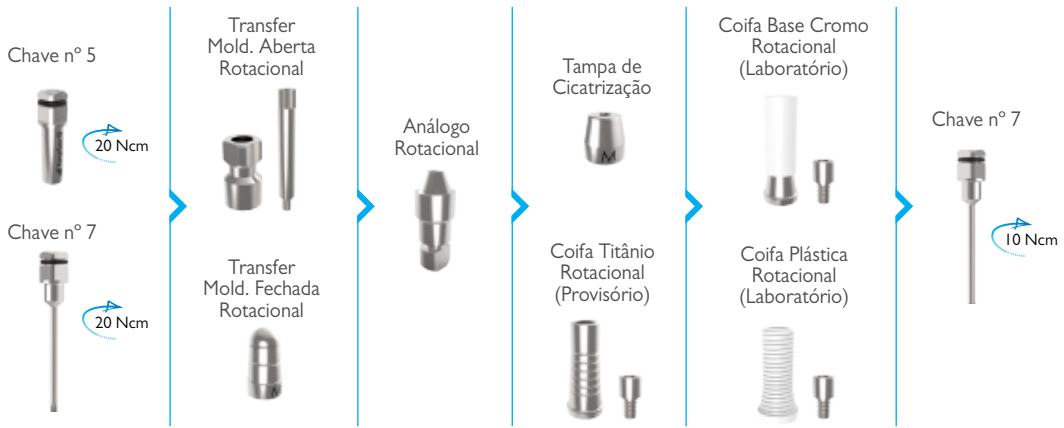 Chave nº 5
20 Ncm
Chave nº 7
20 Ncm
Transfer
Mold. Aberta
Rotacional
Transfer
Mold. Fechada
Rotacional
M
Análogo
Rotacional
Tampa de
Cicatrização
M
Coifa Titânio
Rotacional
(Provisório)
Coifa Base Cromo
Rotacional
(Laboratório)
Coifa Plástica
Rotacional
(Laboratório)
Chave nº 7
10 Ncm